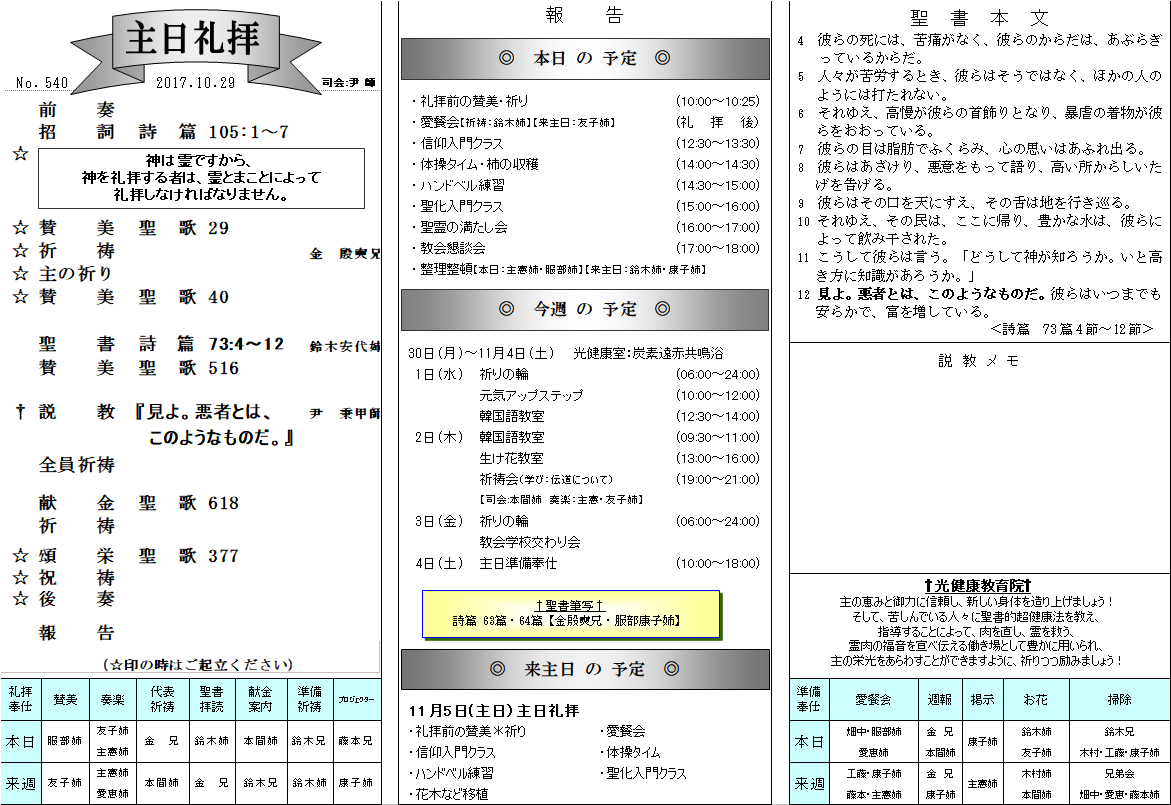 主日礼拝
No. 540 2017.10.29 司会:尹 師
前 奏
招 詞 詩 篇 105:1～7
☆
神は霊ですから、
神を礼拝する者は、霊とまことによって
礼拝しなければなりません。
☆ 賛 美 聖 歌 29
☆ 祈 祷 金 殷奭兄
☆ 主の祈り
☆ 賛 美 聖 歌 40
聖 書 詩 篇 73:4～12 鈴木安代姉
賛 美 聖 歌 516
† 説 教 『見よ。悪者とは、 尹 秉甲師
このようなものだ。』
全員祈祷
献 金 聖 歌 618
祈 祷
☆ 頌 栄 聖 歌 377
☆ 祝 祷
☆ 後 奏
報 告
(☆印の時はご起立ください)
礼拝奉仕 賛美 奏楽 代表祈祷 聖書拝読 献金案内 準備祈祷 プロジェクター
本日 服部姉 友子姉 主憲姉 金 兄 鈴木姉 本間姉 鈴木兄 藤本兄
来週 友子姉 主憲姉 愛恵姉 本間姉 金 兄 鈴木兄 鈴木姉 康子姉
報 告
◎ 本日 の 予定 ◎
・礼拝前の賛美・祈り (10:00～10:25)
・愛餐会【祈祷:鈴木姉】【来主日:友子姉】 (礼 拝 後)
・信仰入門クラス (12:30～13:30)
・体操タイム・柿の収穫 (14:00～14:30)
・ハンドベル練習 (14:30～15:00)
・聖化入門クラス (15:00～16:00)
・聖霊の満たし会 (16:00～17:00)
・教会懇談会 (17:00～18:00)
・整理整頓【本日:主憲姉・服部姉】【来主日:鈴木姉・康子姉】
◎ 今週 の 予定 ◎
30日(月)～11月4日(土) 光健康室:炭素遠赤共鳴浴
1日(水) 祈りの輪 (06:00～24:00)
元気アップステップ (10:00～12:00)
韓国語教室 (12:30～14:00)
2日(木) 韓国語教室 (09:30～11:00)
生け花教室 (13:00～16:00)
祈祷会(学び:伝道について) (19:00～21:00)
【司会:本間姉 奏楽:主憲・友子姉】
3日(金) 祈りの輪 (06:00～24:00)
教会学校交わり会
4日(土) 主日準備奉仕 (10:00～18:00)
†聖書筆写†
詩篇 63篇・64篇【金殷奭兄・服部康子姉】
◎ 来主日 の 予定 ◎
11月5日(主日)主日礼拝
・礼拝前の賛美＊祈り ・愛餐会
・信仰入門クラス ・体操タイム
・ハンドベル練習 ・聖化入門クラス
・花木など移植
聖 書 本 文
4 彼らの死には、苦痛がなく、彼らのからだは、あぶらぎ
っているからだ。
5 人々が苦労するとき、彼らはそうではなく、ほかの人の
ようには打たれない。
6 それゆえ、高慢が彼らの首飾りとなり、暴虐の着物が彼
らをおおっている。
7 彼らの目は脂肪でふくらみ、心の思いはあふれ出る。
8 彼らはあざけり、悪意をもって語り、高い所からしいた
げを告げる。
9 彼らはその口を天にすえ、その舌は地を行き巡る。
10 それゆえ、その民は、ここに帰り、豊かな水は、彼らに
よって飲み干された。
11 こうして彼らは言う。「どうして神が知ろうか。いと高
き方に知識があろうか。」
12 見よ。悪者とは、このようなものだ。彼らはいつまでも
安らかで、富を増している。
＜詩篇 73篇4節～12節＞
説 教 メ モ
†光健康教育院†
主の恵みと御力に信頼し、新しい身体を造り上げましょう！
そして、苦しんでいる人々に聖書的超健康法を教え、
指導することによって、肉を直し、霊を救う、
霊肉の福音を宣べ伝える働き場として豊かに用いられ、
主の栄光をあらわすことができますように、祈りつつ励みましょう！
準備奉仕 愛餐会 週報 掲示 お花 掃除
本日 畑中・服部姉 愛恵姉 金 兄 本間姉 康子姉 鈴木姉 友子姉 鈴木兄 木村・工藤・康子姉
来週 工藤・康子姉 藤本・主憲姉 金 兄 康子姉 主憲姉 木村姉 本間姉 兄弟会 畑中・愛恵・藤本姉